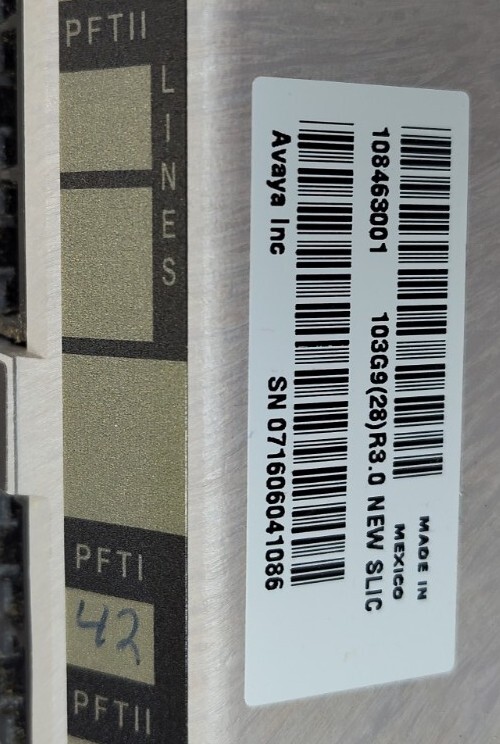 PFTII
LINES
PFTI
42
PFTII
108463001 103G9(28)R3.0 NEW SLIC
MADE IN
MEXICO
Avaya Inc SN 071606041086